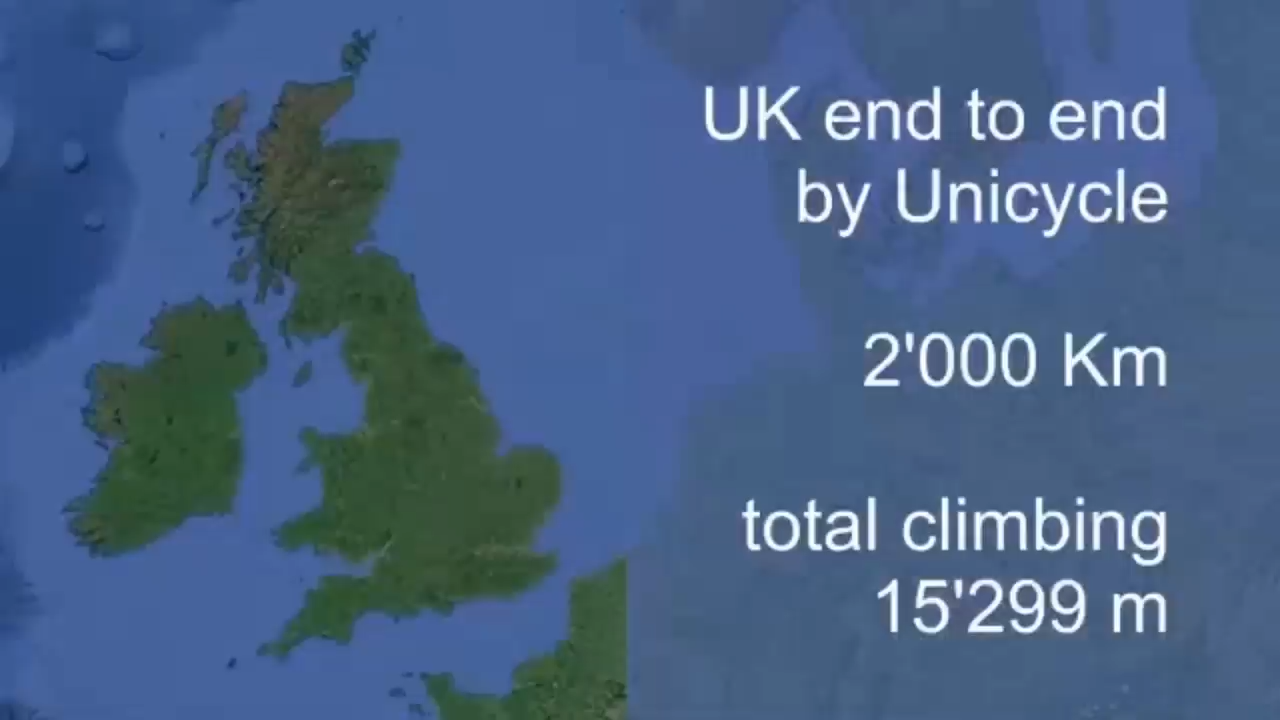 UK end to end
by Unicycle
2'000 Km
total climbing
15'299 m